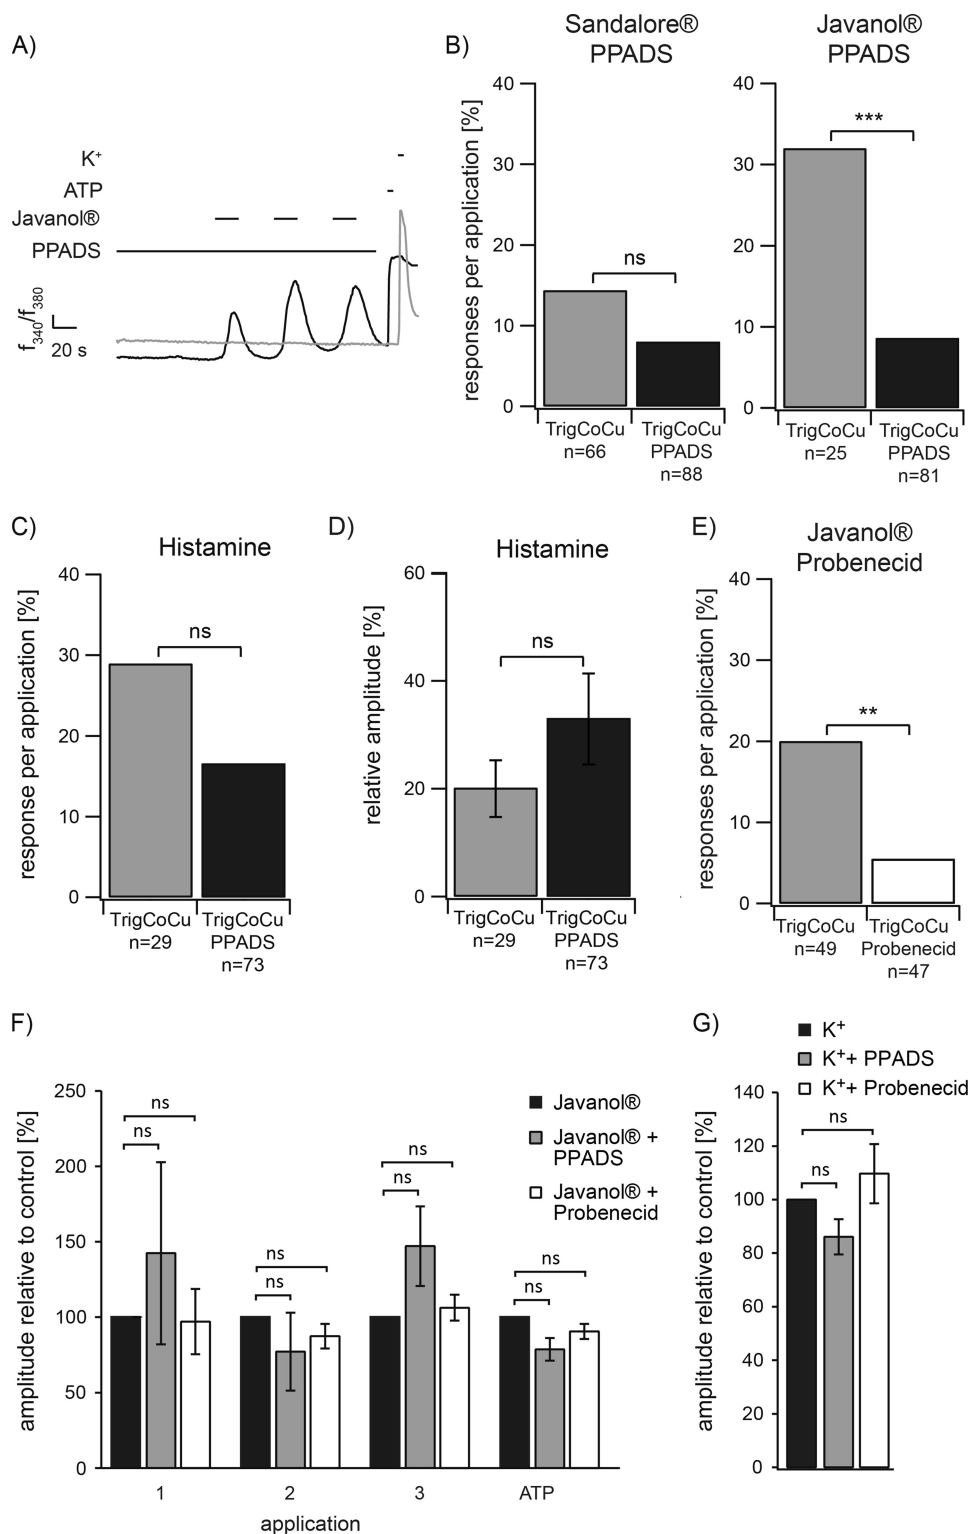 A)
K+
ATP
Javanol®
PPADS
f340/f380
20 s
B)
Sandalore®
PPADS
responses per application [%]
40
30
20
10
0
ns
TrigCoCu
n=66
TrigCoCu
PPADS
n=88
Javanol®
PPADS
40
30
20
10
0
***
TrigCoCu
n=25
TrigCoCu
PPADS
n=81
C)
Histamine
response per application [%]
40
30
20
10
0
ns
TrigCoCu
n=29
TrigCoCu
PPADS
n=73
D)
Histamine
relative amplitude [%]
60
40
20
0
ns
TrigCoCu
n=29
TrigCoCu
PPADS
n=73
E)
Javanol®
Probenecid
responses per application [%]
40
30
20
10
0
**
TrigCoCu
n=49
TrigCoCu
Probenecid
n=47
F)
amplitude relative to control [%]
250
200
150
100
50
0
ns
ns
ns
ns
ns
ns
ns
ns
Javanol®
Javanol® +
PPADS
Javanol® +
Probenecid
1
2
3
ATP
application
G)
K+
K++ PPADS
K++ Probenecid
amplitude relative to control [%]
140
120
100
80
60
40
20
0
ns
ns